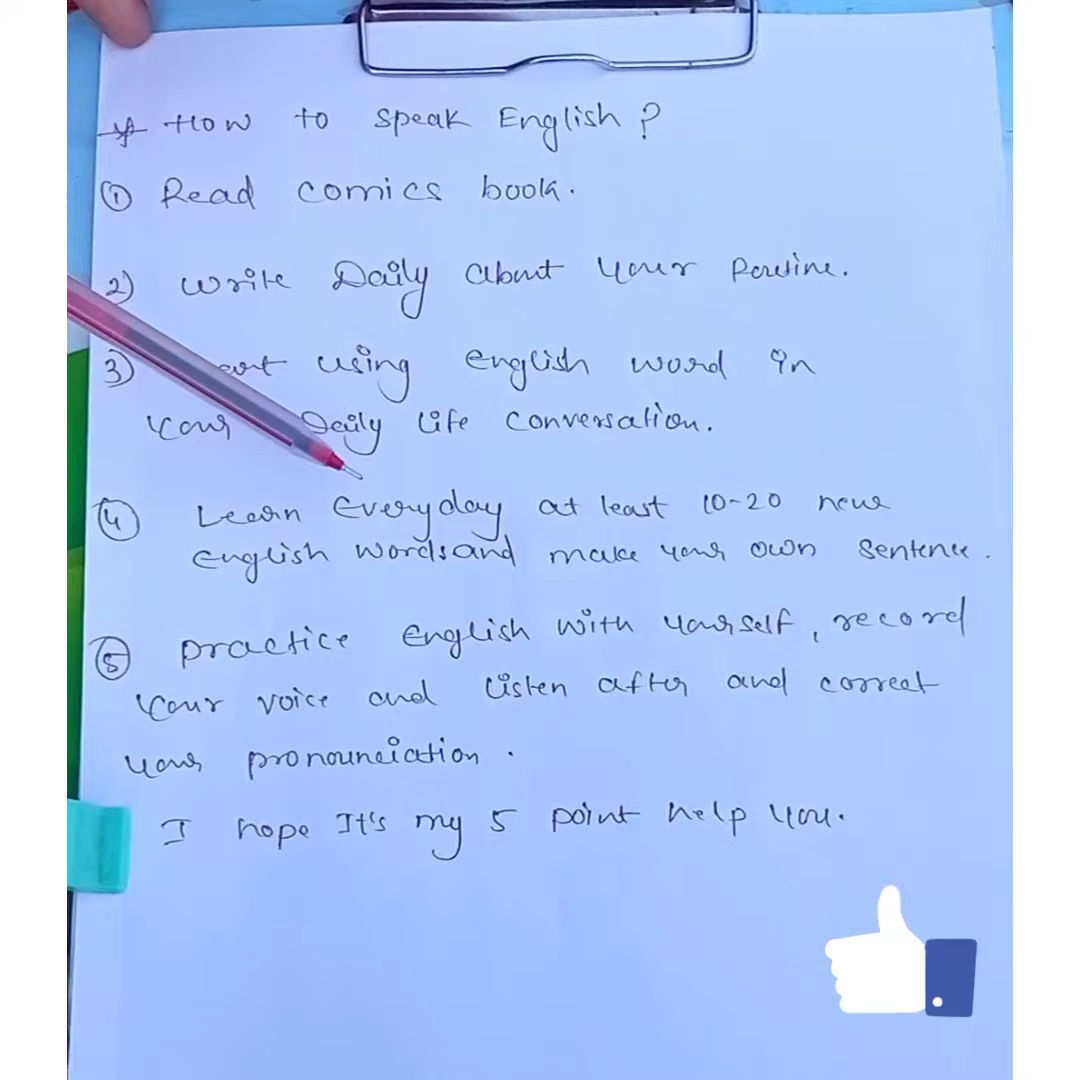 * How to speak English?
① Read comics book.
2) Write Daily about your Routine.
3) using english word in
your Daily life conversation.
④ Learn Everyday at least 10-20 new
english words and make your own sentence.
⑤ practice english with yourself, record
your voice and listen after and correct
your pronounciation.
I hope It's my 5 point help you.